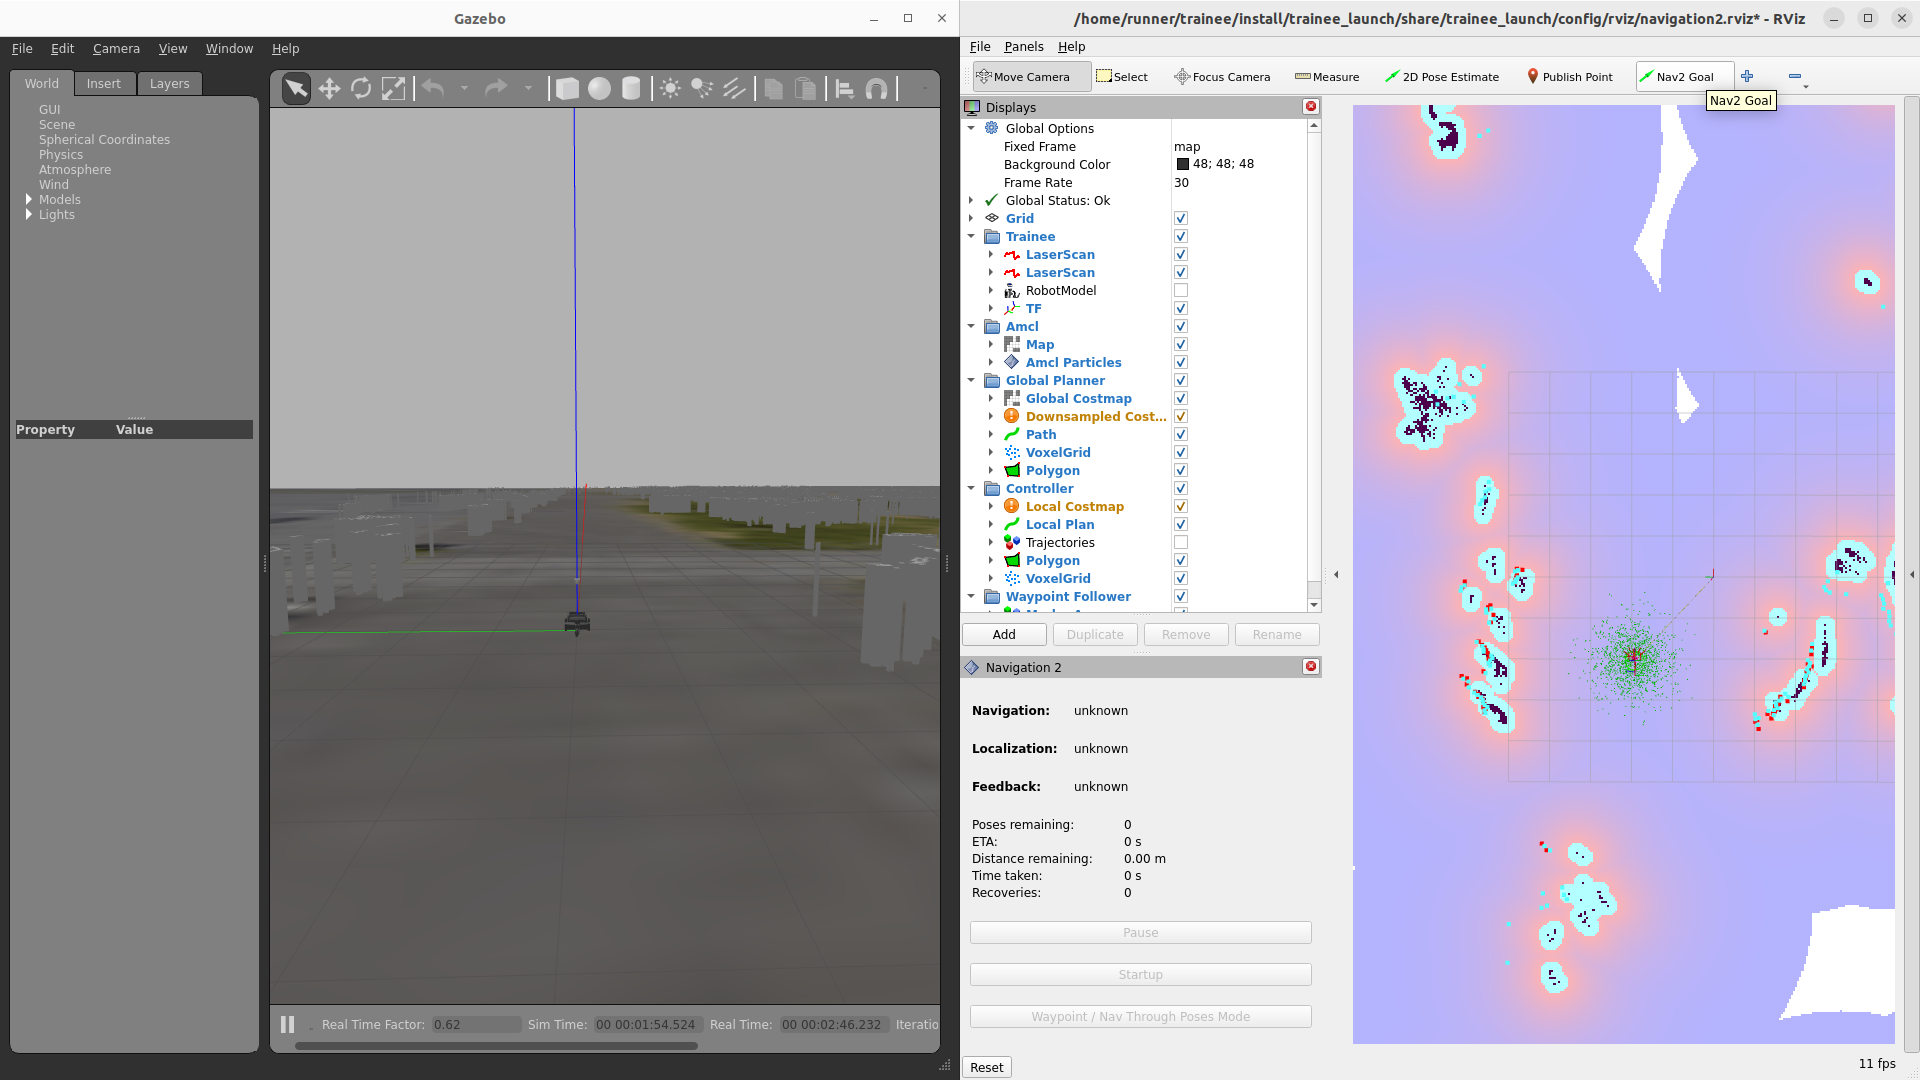 Gazebo
File Edit Camera View Window Help
World Insert Layers
GUI
Scene
Spherical Coordinates
Physics
Atmosphere
Wind
Models
Lights
Property Value
Real Time Factor: 0.62 Sim Time: 00 00:01:54.524 Real Time: 00 00:02:46.232 Iteratio
/home/runner/trainee/install/trainee_launch/share/trainee_launch/config/rviz/navigation2.rviz* - RViz
File Panels Help
Move Camera Select Focus Camera Measure 2D Pose Estimate Publish Point Nav2 Goal
Nav2 Goal
Displays
Global Options
Fixed Frame map
Background Color 48; 48; 48
Frame Rate 30
Global Status: Ok
Grid
Trainee
LaserScan
LaserScan
RobotModel
TF
Amcl
Map
Amcl Particles
Global Planner
Global Costmap
Downsampled Cost...
Path
VoxelGrid
Polygon
Controller
Local Costmap
Local Plan
Trajectories
Polygon
VoxelGrid
Waypoint Follower
Add Duplicate Remove Rename
Navigation 2
Navigation: unknown
Localization: unknown
Feedback: unknown
Poses remaining: 0
ETA: 0 s
Distance remaining: 0.00 m
Time taken: 0 s
Recoveries: 0
Pause
Startup
Waypoint / Nav Through Poses Mode
Reset
11 fps